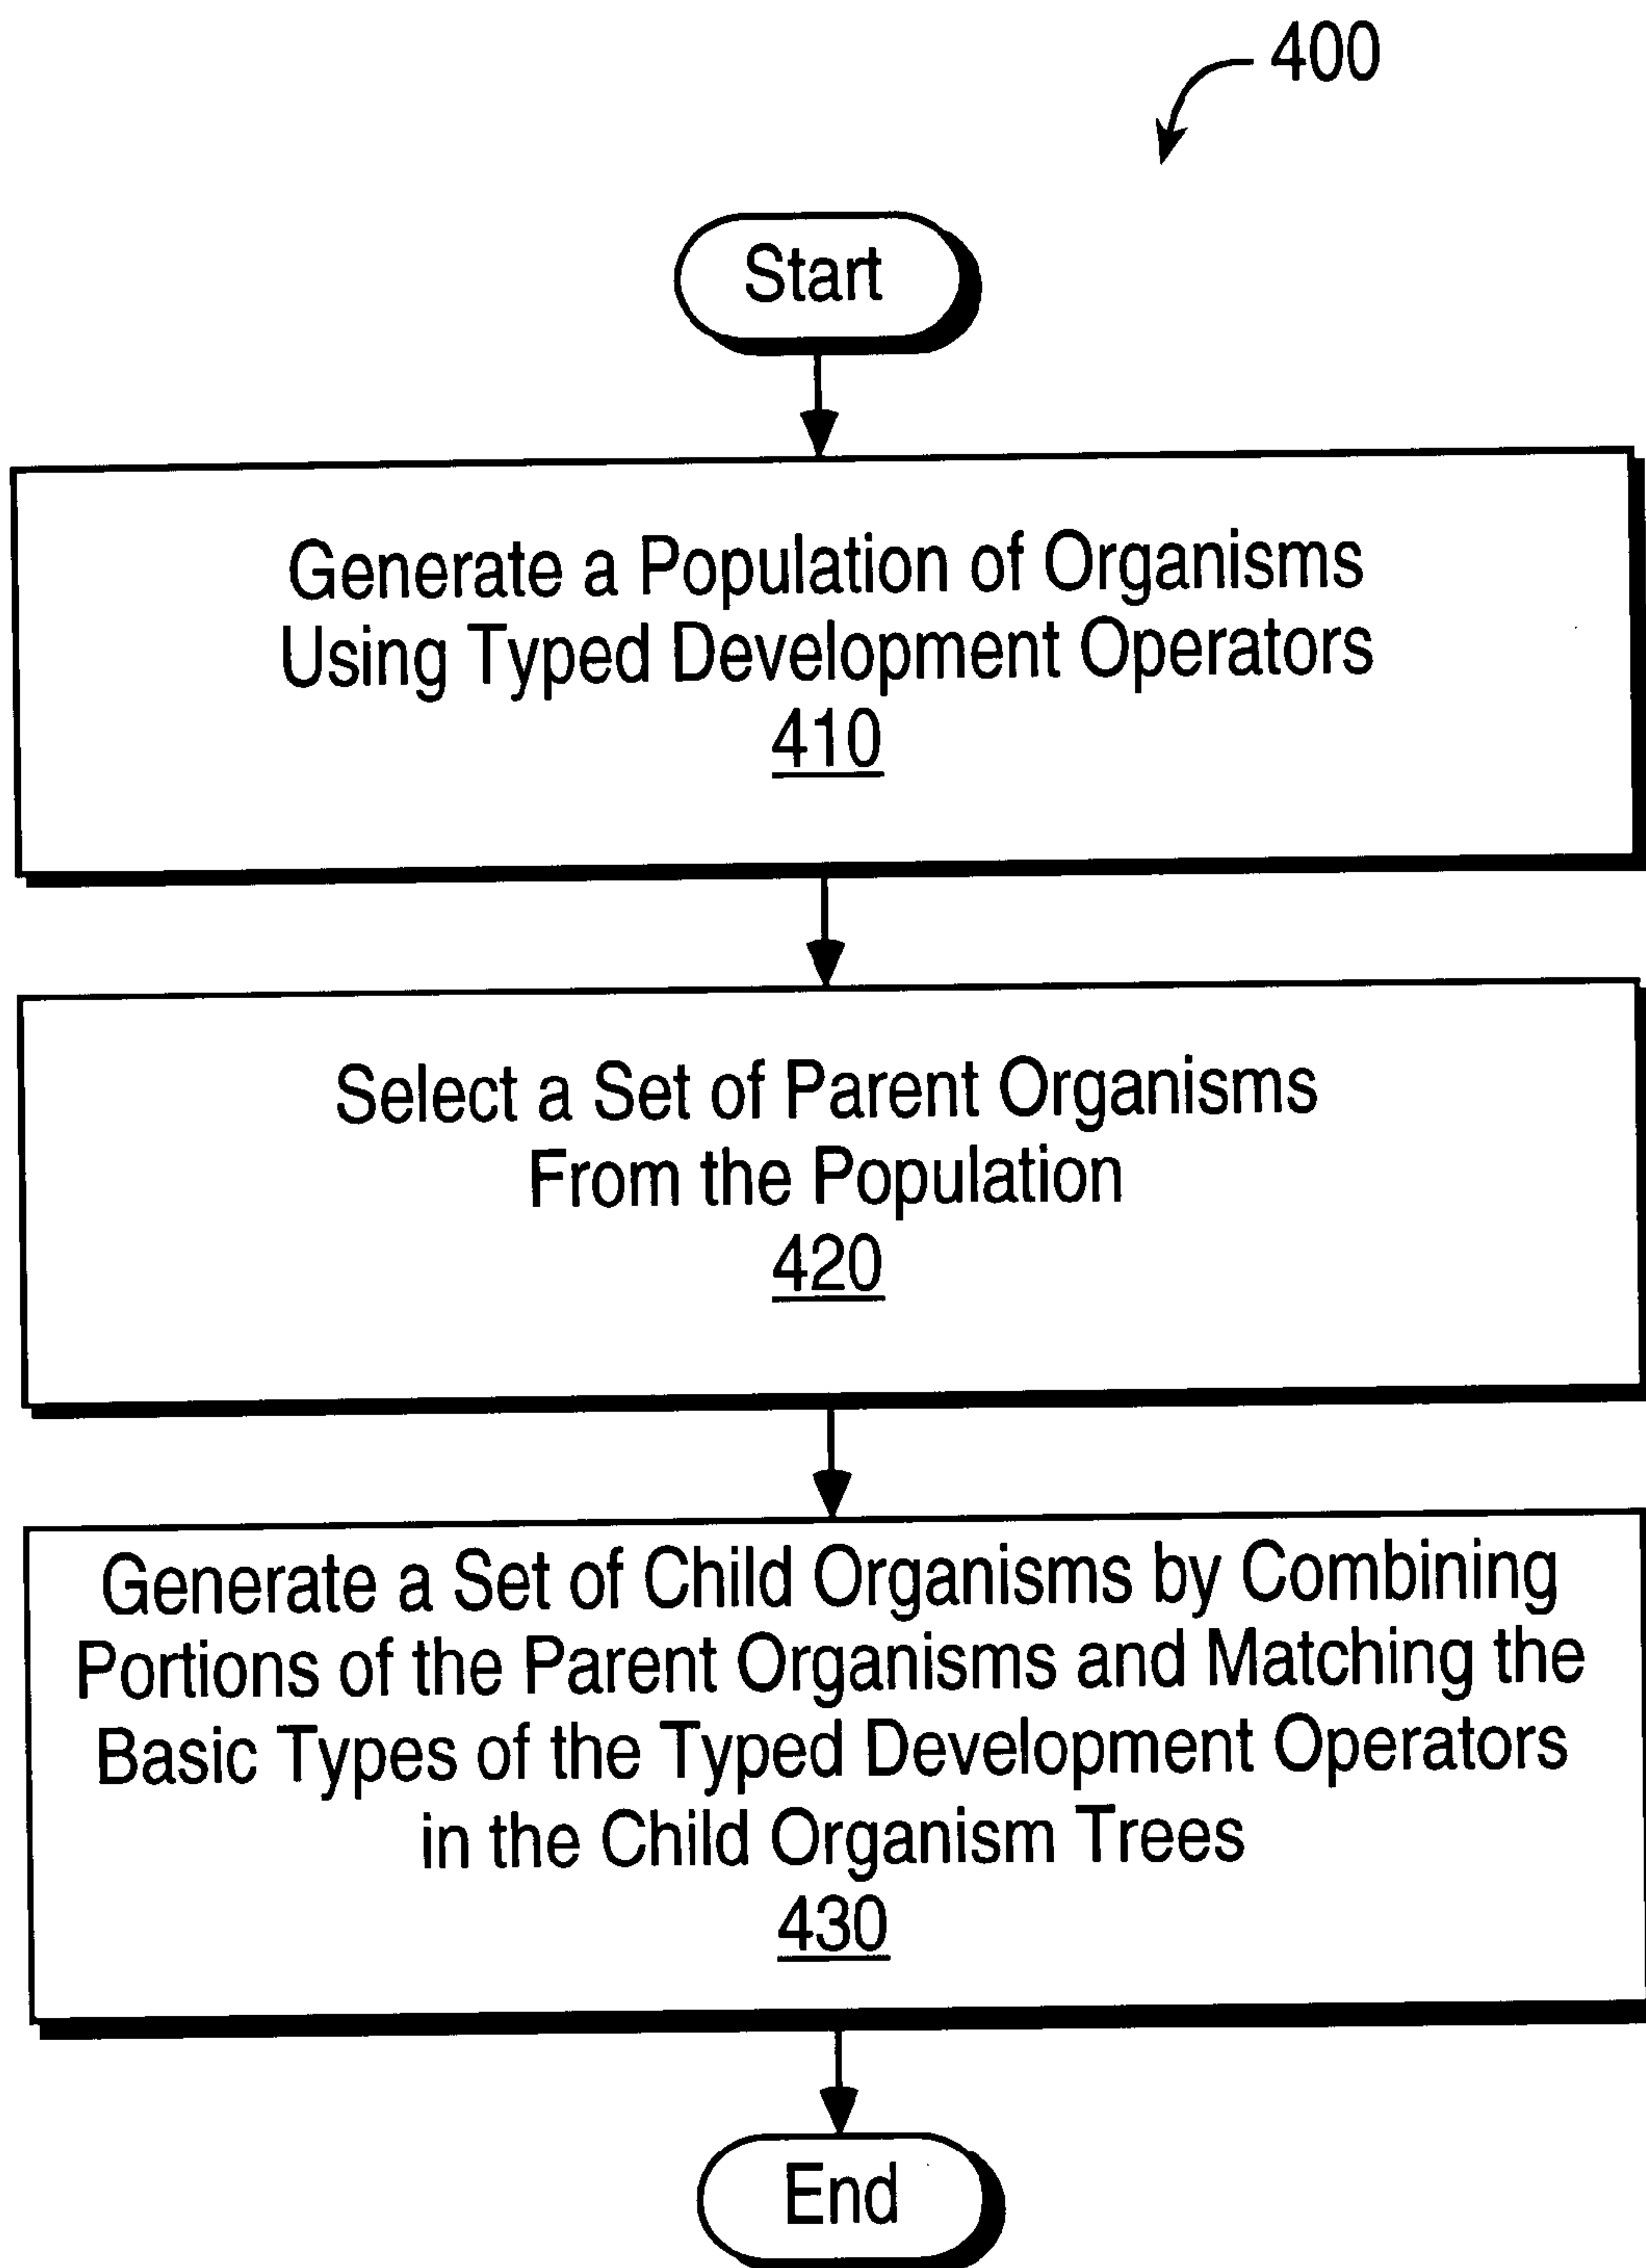 400
Start
Generate a Population of Organisms
Using Typed Development Operators
410
Select a Set of Parent Organisms
From the Population
420
Generate a Set of Child Organisms by Combining
Portions of the Parent Organisms and Matching the
Basic Types of the Typed Development Operators
in the Child Organism Trees
430
End